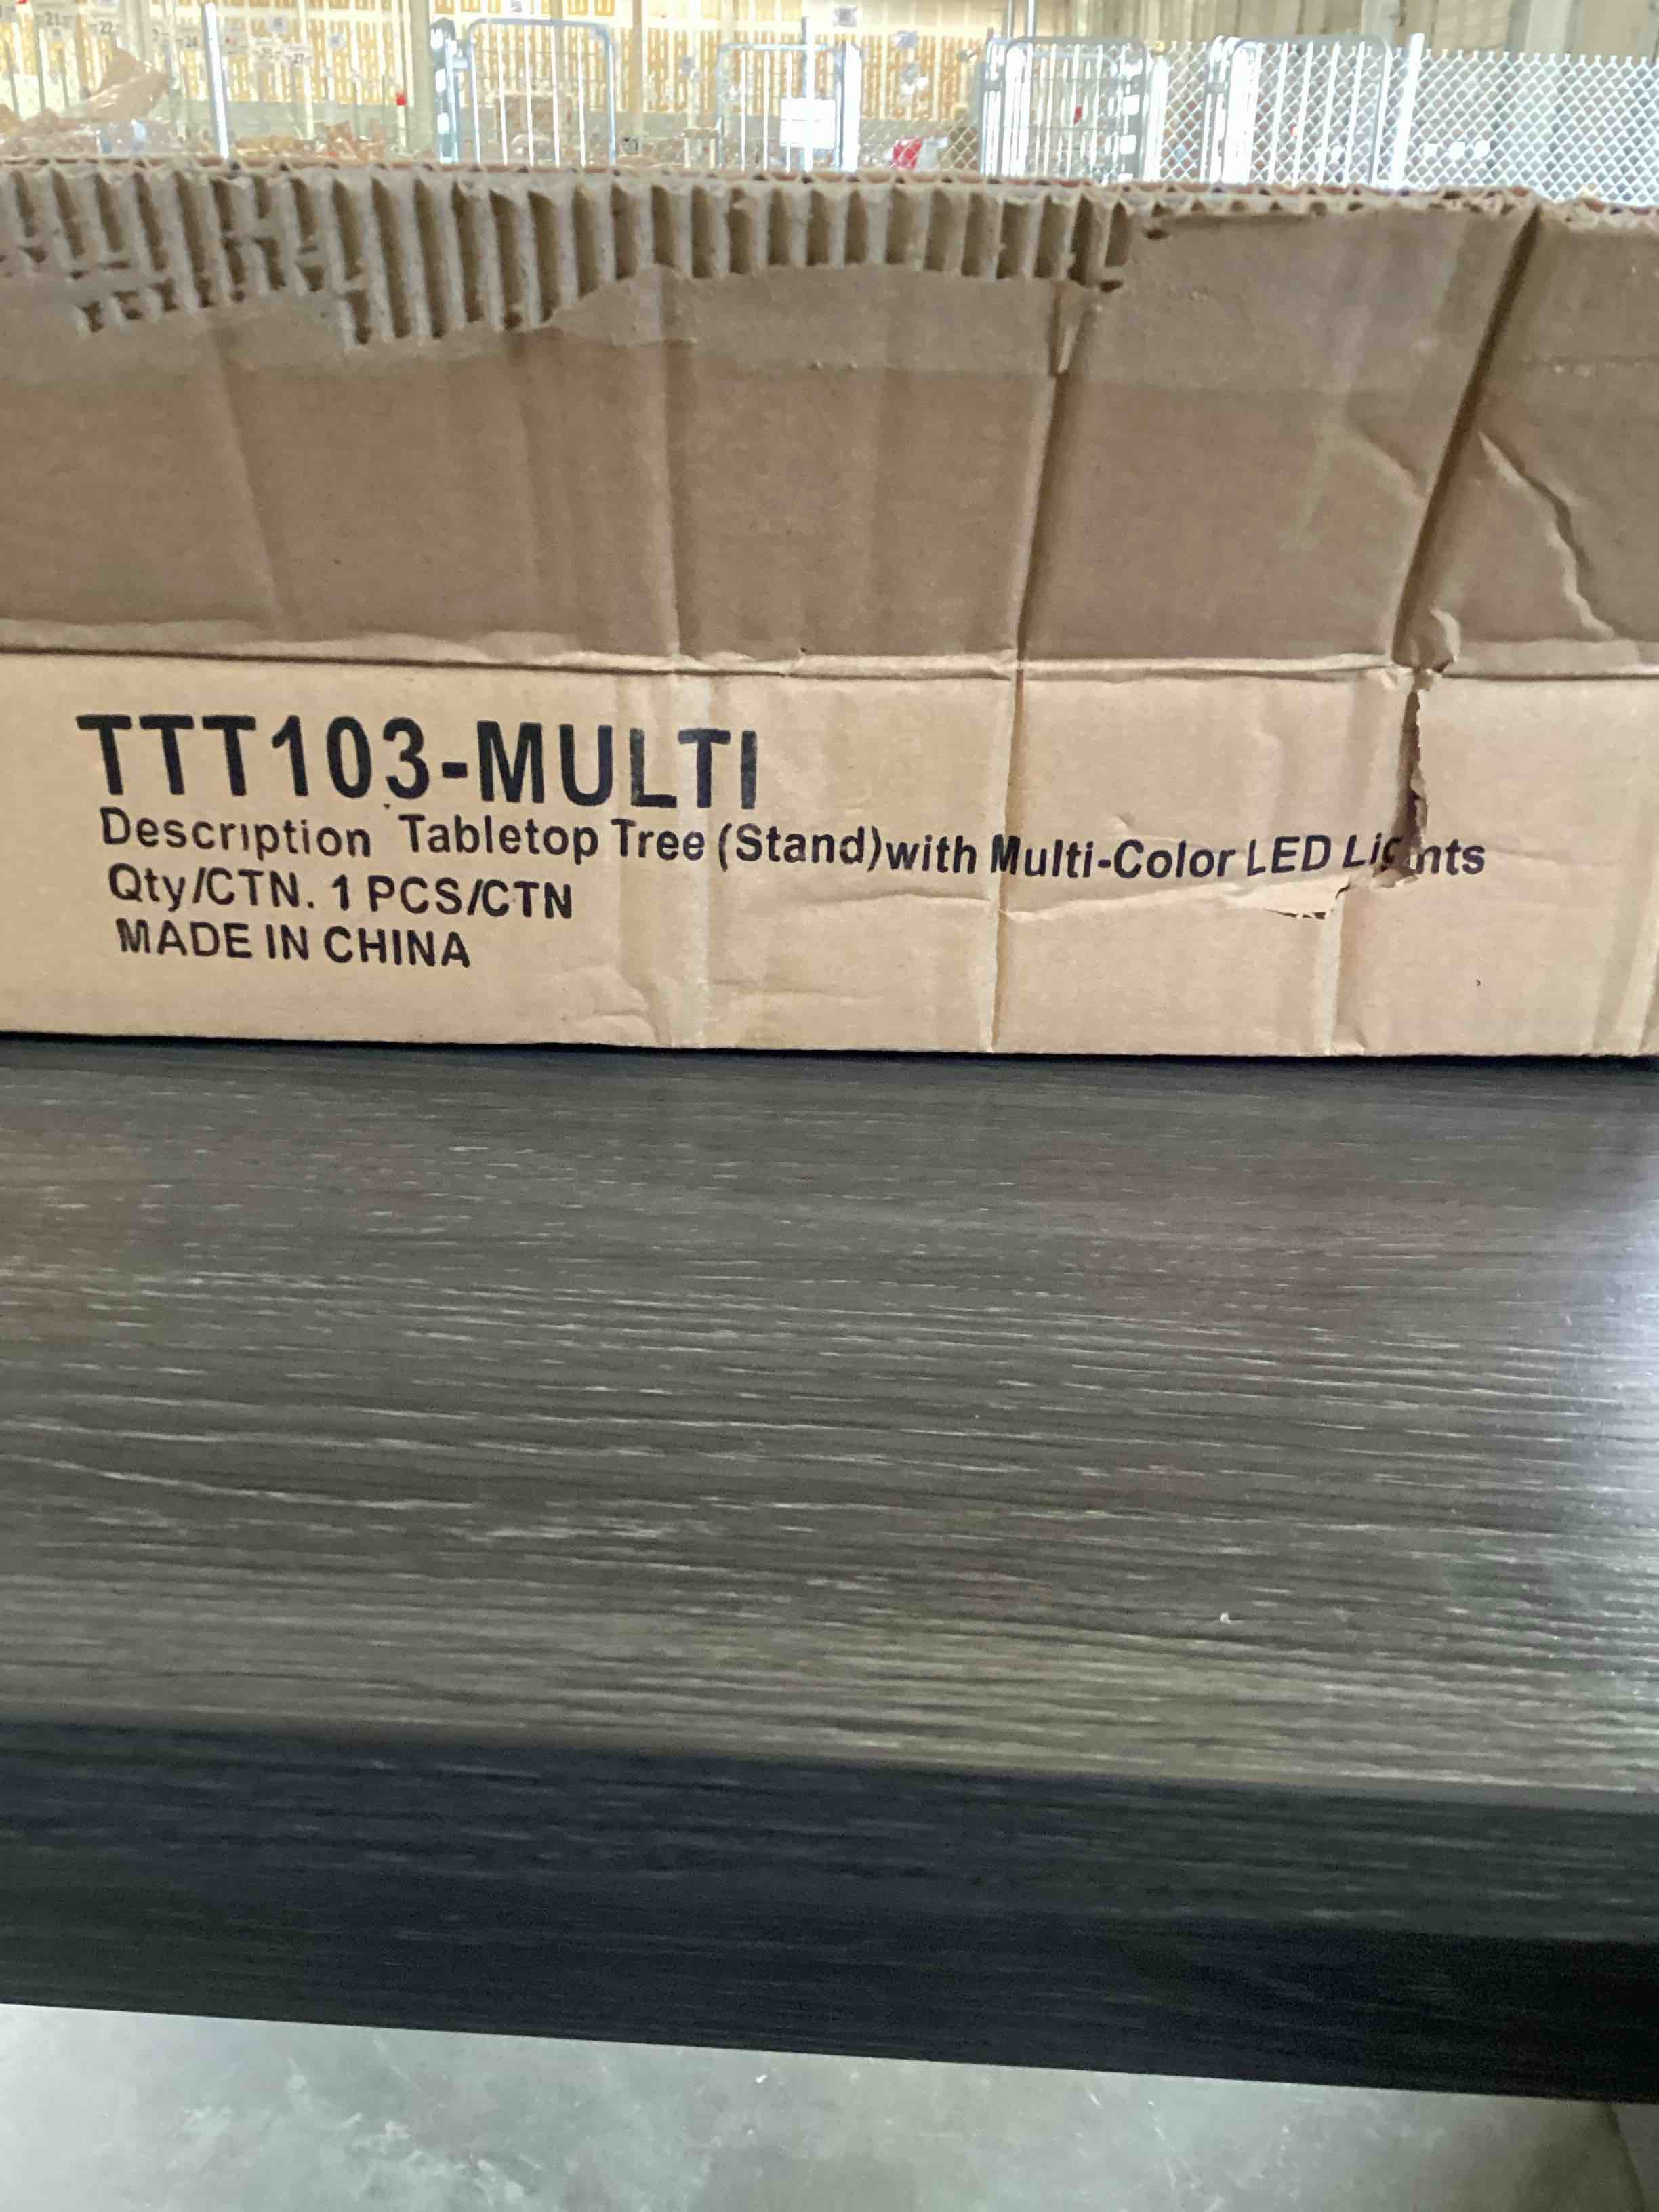 TTT103-MULTI
Description Tabletop Tree (Stand)with Multi-Color LED Lights
Qty/CTN. 1 PCS/CTN
MADE IN CHINA